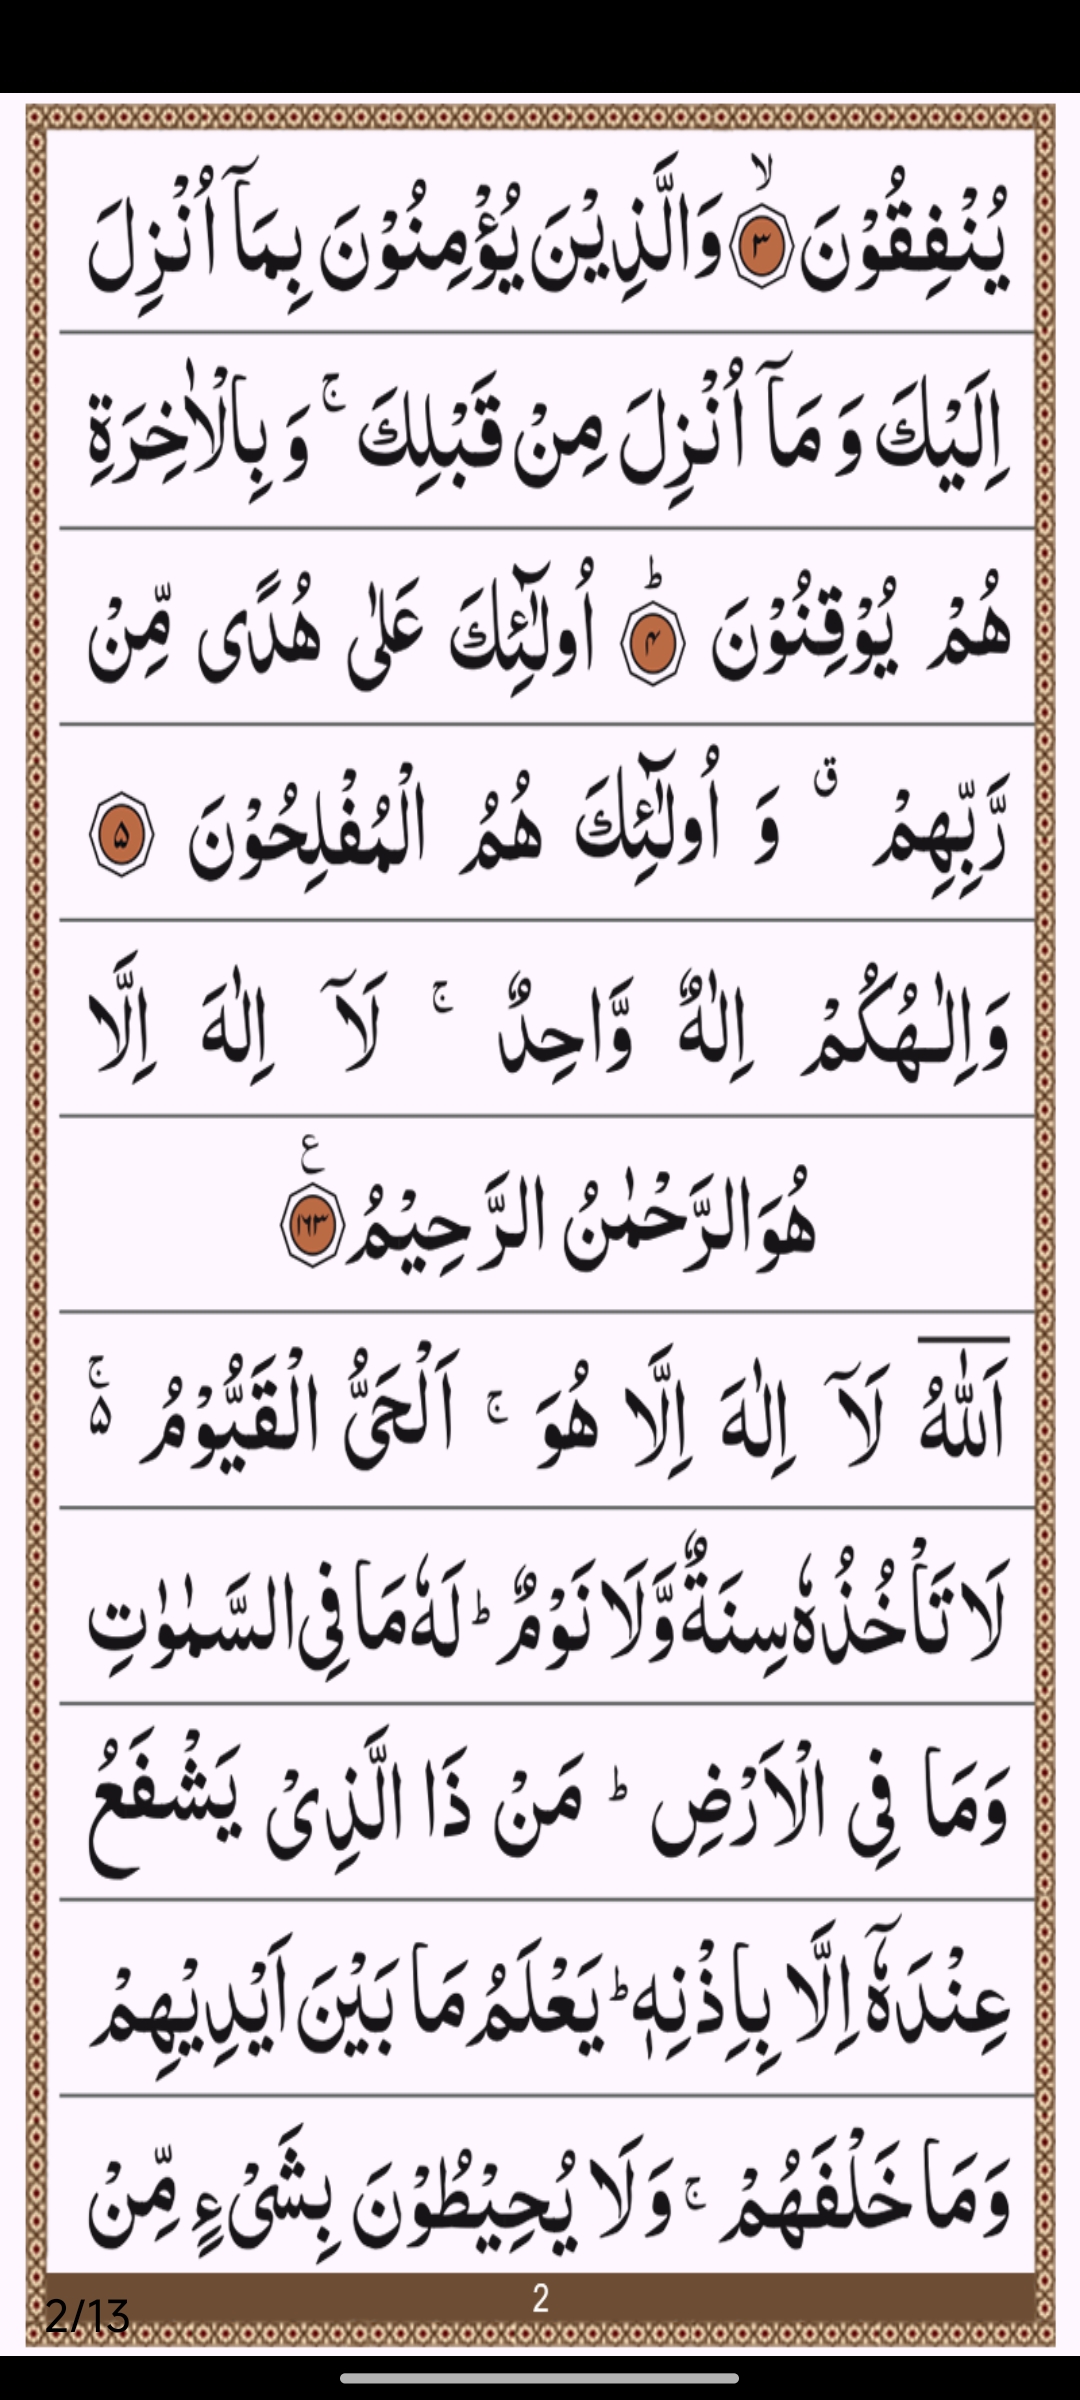 يُنْفِقُوْنَ ۙ﴿۳﴾ وَالَّذِيْنَ يُؤْمِنُوْنَ بِمَاۤ اُنْزِلَ
اِلَيْكَ وَ مَاۤ اُنْزِلَ مِنْ قَبْلِكَ ۚ وَ بِالْاٰخِرَةِ
هُمْ يُوْقِنُوْنَ ؕ﴿۴﴾ اُولٰٓئِكَ عَلٰى هُدًى مِّنْ
رَّبِّهِمْ ۗ وَ اُولٰٓئِكَ هُمُ الْمُفْلِحُوْنَ ﴿۵﴾
وَاِلٰـهُكُمْ اِلٰهٌ وَّاحِدٌ ۚ لَاۤ اِلٰهَ اِلَّا
هُوَالرَّحْمٰنُ الرَّحِيْمُ ﴿۱۶۳﴾ ع
اَللّٰهُ لَاۤ اِلٰهَ اِلَّا هُوَ ۚ اَلْحَىُّ الْقَيُّوْمُ ۵ۚ
لَا تَاْخُذُهٗ سِنَةٌ وَّلَا نَوْمٌ ؕ لَهٗ مَا فِى السَّمٰوٰتِ
وَمَا فِى الْاَرْضِ ؕ مَنْ ذَا الَّذِىْ يَشْفَعُ
عِنْدَهٗۤ اِلَّا بِاِذْنِهٖ ؕ يَعْلَمُ مَا بَيْنَ اَيْدِيْهِمْ
وَمَا خَلْفَهُمْ ۚ وَلَا يُحِيْطُوْنَ بِشَىْءٍ مِّنْ
2
2/13